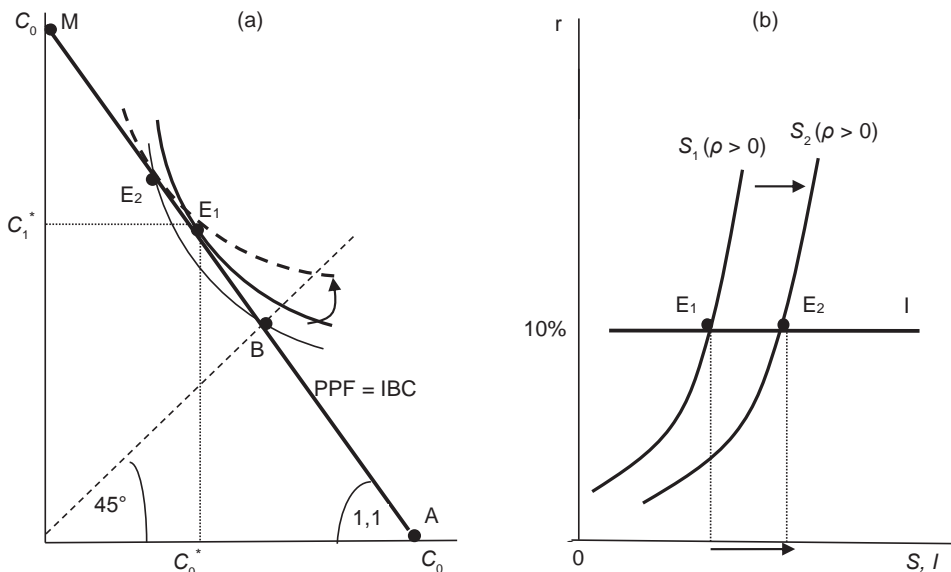 (a)
C₀ M
E₂
E₁
C₁*
B
PPF = IBC
45°
1,1
A
C₀*
C₀
(b)
r
S₁ (ρ > 0)
S₂ (ρ > 0)
E₁
E₂
I
10%
0
S, I